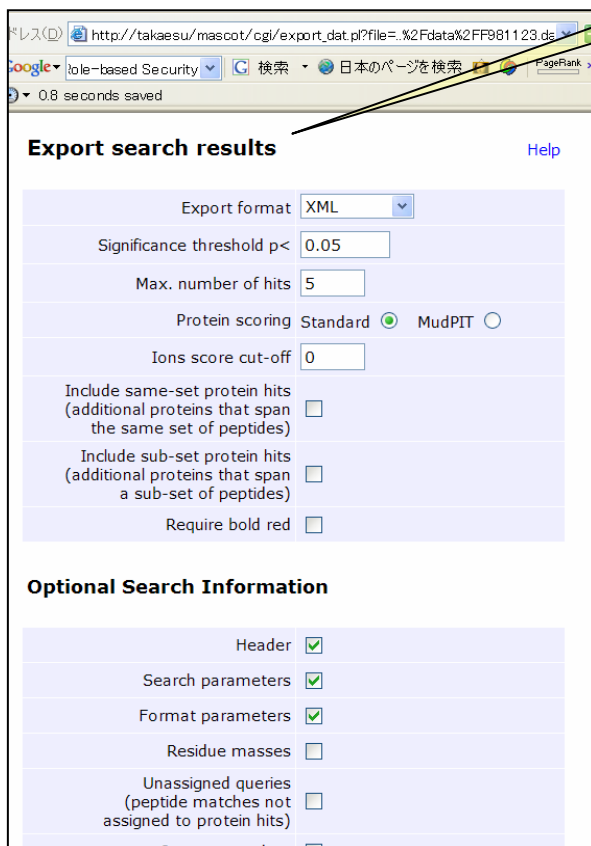 ドレス(D) http://takaesu/mascot/cgi/export_dat.pl?file=..%2Fdata%2FF981123.da
Google Role-based Security 検索 日本のページを検索 PageRank
0.8 seconds saved
Export search results Help
Export format XML
Significance threshold p< 0.05
Max. number of hits 5
Protein scoring Standard MudPIT
Ions score cut-off 0
Include same-set protein hits
(additional proteins that span
the same set of peptides)
Include sub-set protein hits
(additional proteins that span
a sub-set of peptides)
Require bold red
Optional Search Information
Header
Search parameters
Format parameters
Residue masses
Unassigned queries
(peptide matches not
assigned to protein hits)